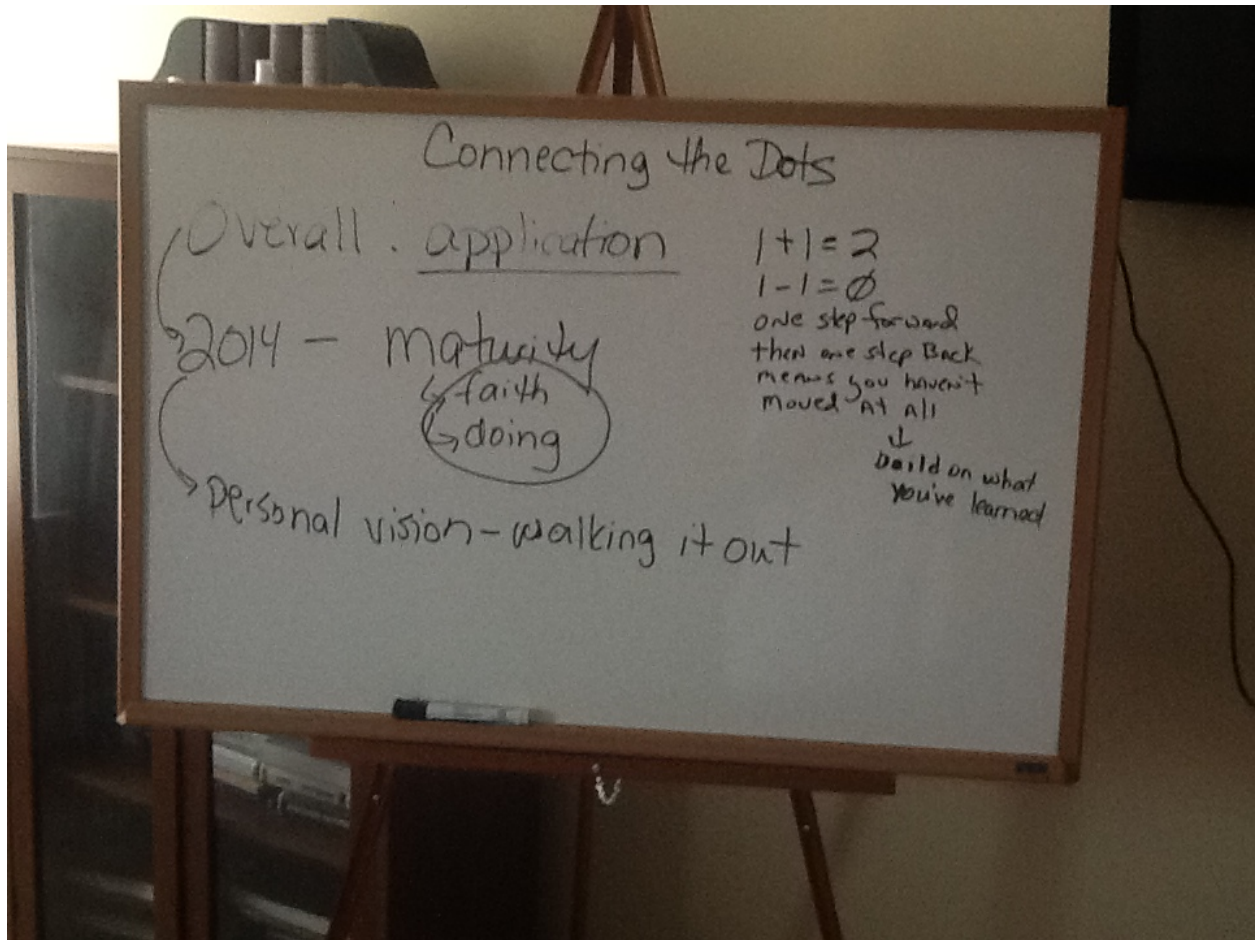 Connecting the Dots
Overall : application
2014 - maturity
faith
doing
personal vision - walking it out
1 + 1 = 2
1 - 1 = Ø
one step forward
then one step Back
means you haven't
moved At All
↓
build on what
you've learned